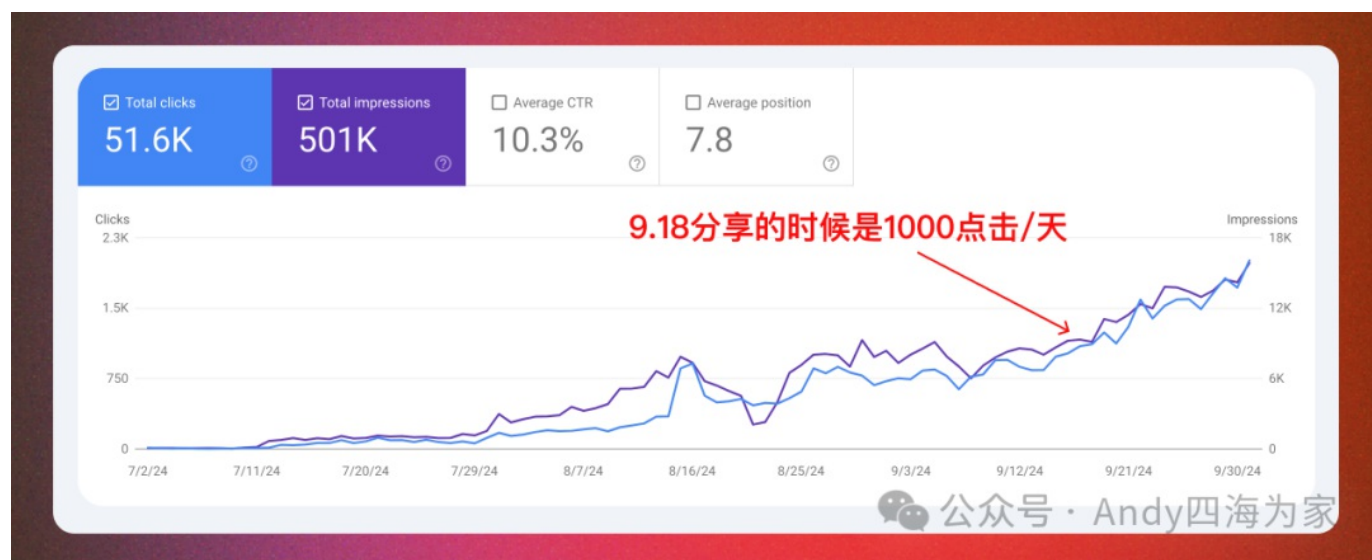 Total clicks
51.6K
Total impressions
501K
Average CTR
10.3%
Average position
7.8
Clicks
Impressions
9.18分享的时候是1000点击/天
2.3K
18K
1.5K
12K
750
6K
0
0
7/2/24 7/11/24 7/20/24 7/29/24 8/7/24 8/16/24 8/25/24 9/3/24 9/12/24 9/21/24 9/30/24
公众号 · Andy四海为家